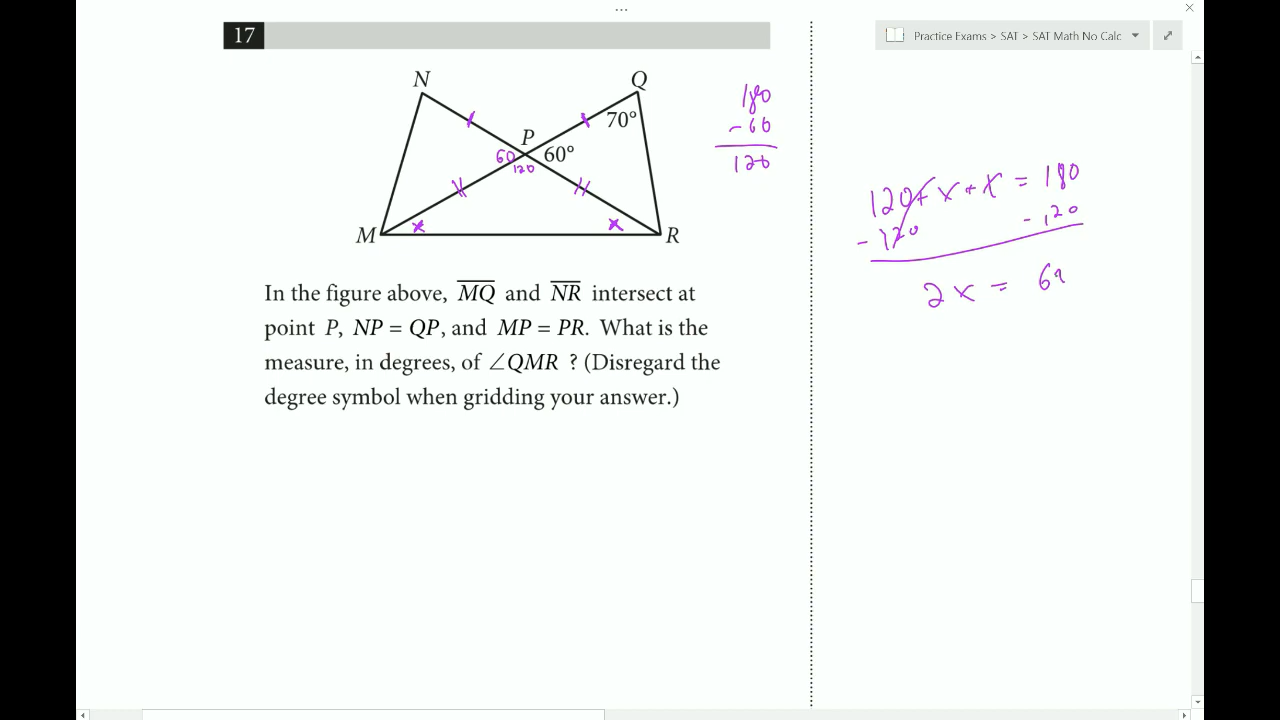 ...
17
Practice Exams > SAT > SAT Math No Calc
N
Q
180
70°
-60
P
60
60°
120
120
120+x+x = 180
-120 -120
x
x
M
R
2x = 60
In the figure above, MQ and NR intersect at
point P, NP = QP, and MP = PR. What is the
measure, in degrees, of ∠QMR ? (Disregard the
degree symbol when gridding your answer.)